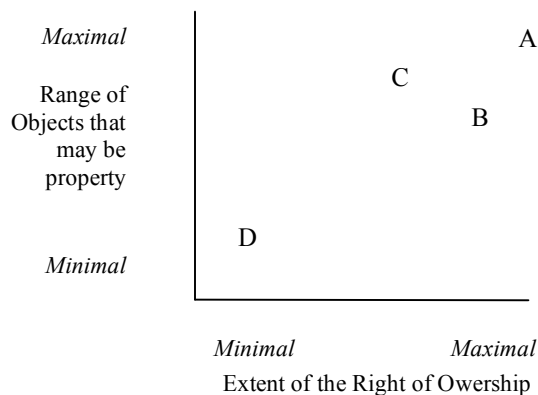 Maximal
A
C
Range of
Objects that
may be
property
B
D
Minimal
Minimal
Maximal
Extent of the Right of Owership